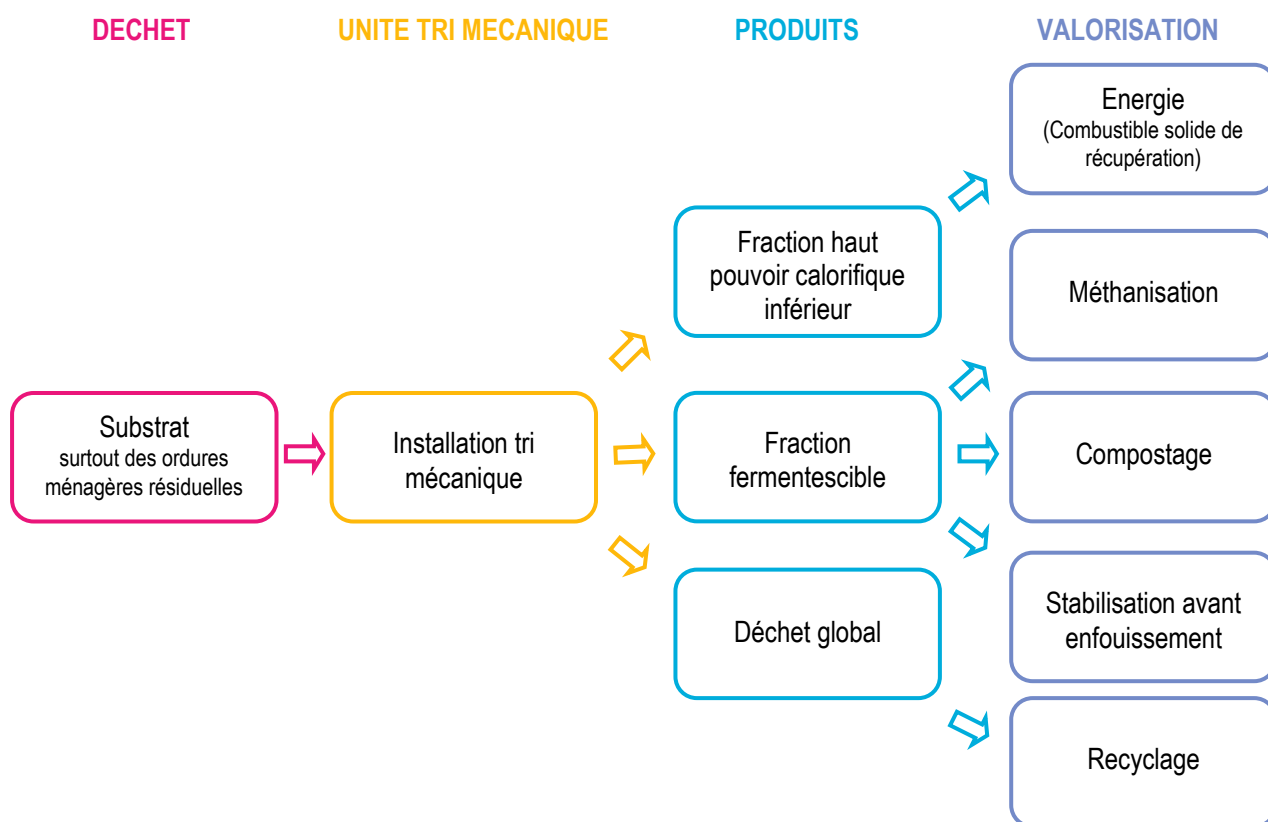 DECHET
UNITE TRI MECANIQUE
PRODUITS
VALORISATION
Substrat
surtout des ordures
ménagères résiduelles
Installation tri
mécanique
Fraction haut
pouvoir calorifique
inférieur
Fraction
fermentescible
Déchet global
Energie
(Combustible solide de
récupération)
Méthanisation
Compostage
Stabilisation avant
enfouissement
Recyclage